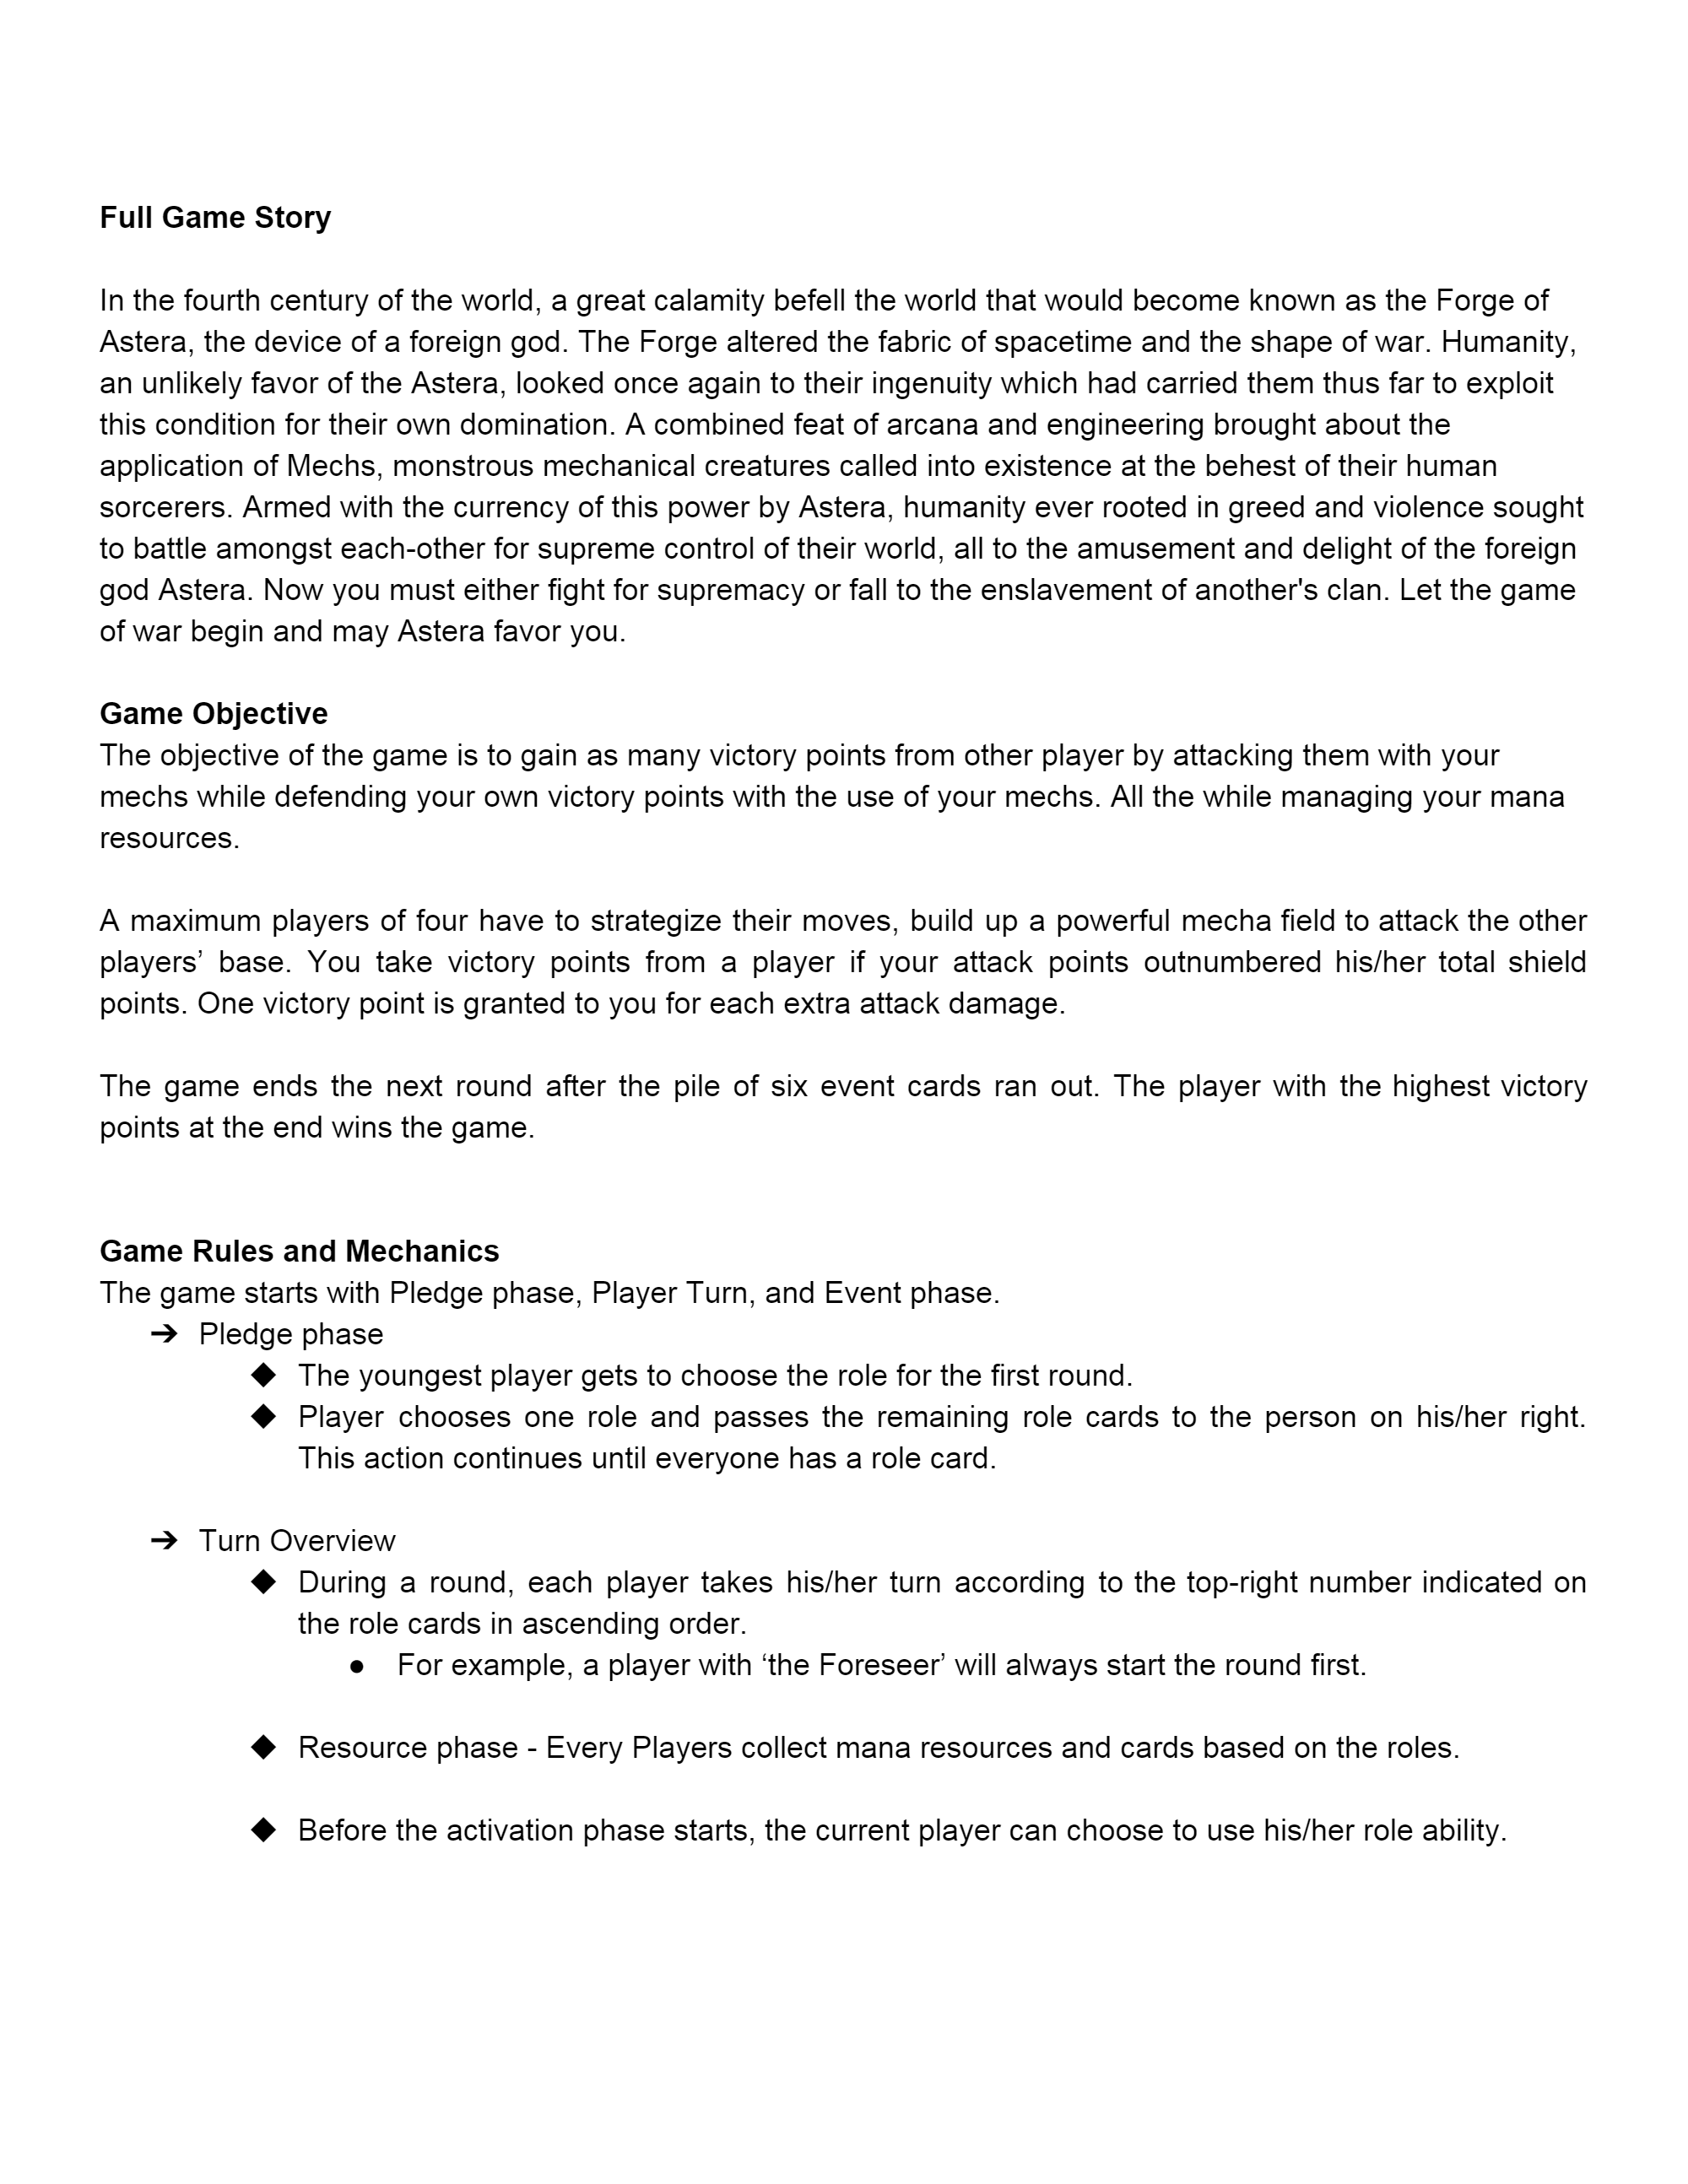 Full Game Story
In the fourth century of the world, a great calamity befell the world that would become known as the Forge of
Astera, the device of a foreign god. The Forge altered the fabric of spacetime and the shape of war. Humanity,
an unlikely favor of the Astera, looked once again to their ingenuity which had carried them thus far to exploit
this condition for their own domination. A combined feat of arcana and engineering brought about the
application of Mechs, monstrous mechanical creatures called into existence at the behest of their human
sorcerers. Armed with the currency of this power by Astera, humanity ever rooted in greed and violence sought
to battle amongst each-other for supreme control of their world, all to the amusement and delight of the foreign
god Astera. Now you must either fight for supremacy or fall to the enslavement of another's clan. Let the game
of war begin and may Astera favor you.
Game Objective
The objective of the game is to gain as many victory points from other player by attacking them with your
mechs while defending your own victory points with the use of your mechs. All the while managing your mana
resources.
A maximum players of four have to strategize their moves, build up a powerful mecha field to attack the other
players’ base. You take victory points from a player if your attack points outnumbered his/her total shield
points. One victory point is granted to you for each extra attack damage.
The game ends the next round after the pile of six event cards ran out. The player with the highest victory
points at the end wins the game.
Game Rules and Mechanics
The game starts with Pledge phase, Player Turn, and Event phase.
➔ Pledge phase
◆ The youngest player gets to choose the role for the first round.
◆ Player chooses one role and passes the remaining role cards to the person on his/her right.
This action continues until everyone has a role card.
➔ Turn Overview
◆ During a round, each player takes his/her turn according to the top-right number indicated on
the role cards in ascending order.
● For example, a player with ‘the Foreseer’ will always start the round first.
◆ Resource phase - Every Players collect mana resources and cards based on the roles.
◆ Before the activation phase starts, the current player can choose to use his/her role ability.